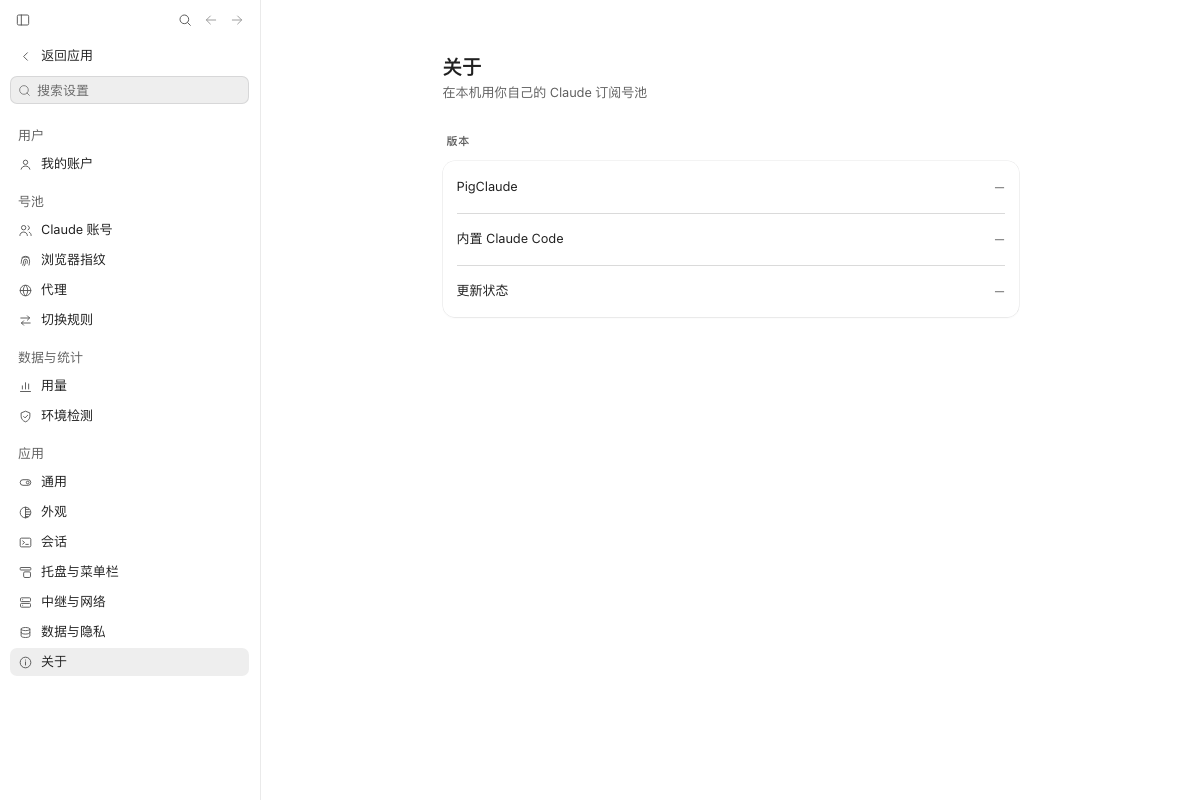 返回应用
搜索设置
用户
我的账户
号池
Claude 账号
浏览器指纹
代理
切换规则
数据与统计
用量
环境检测
应用
通用
外观
会话
托盘与菜单栏
中继与网络
数据与隐私
关于
关于
在本机用你自己的 Claude 订阅号池
版本
PigClaude —
内置 Claude Code —
更新状态 —